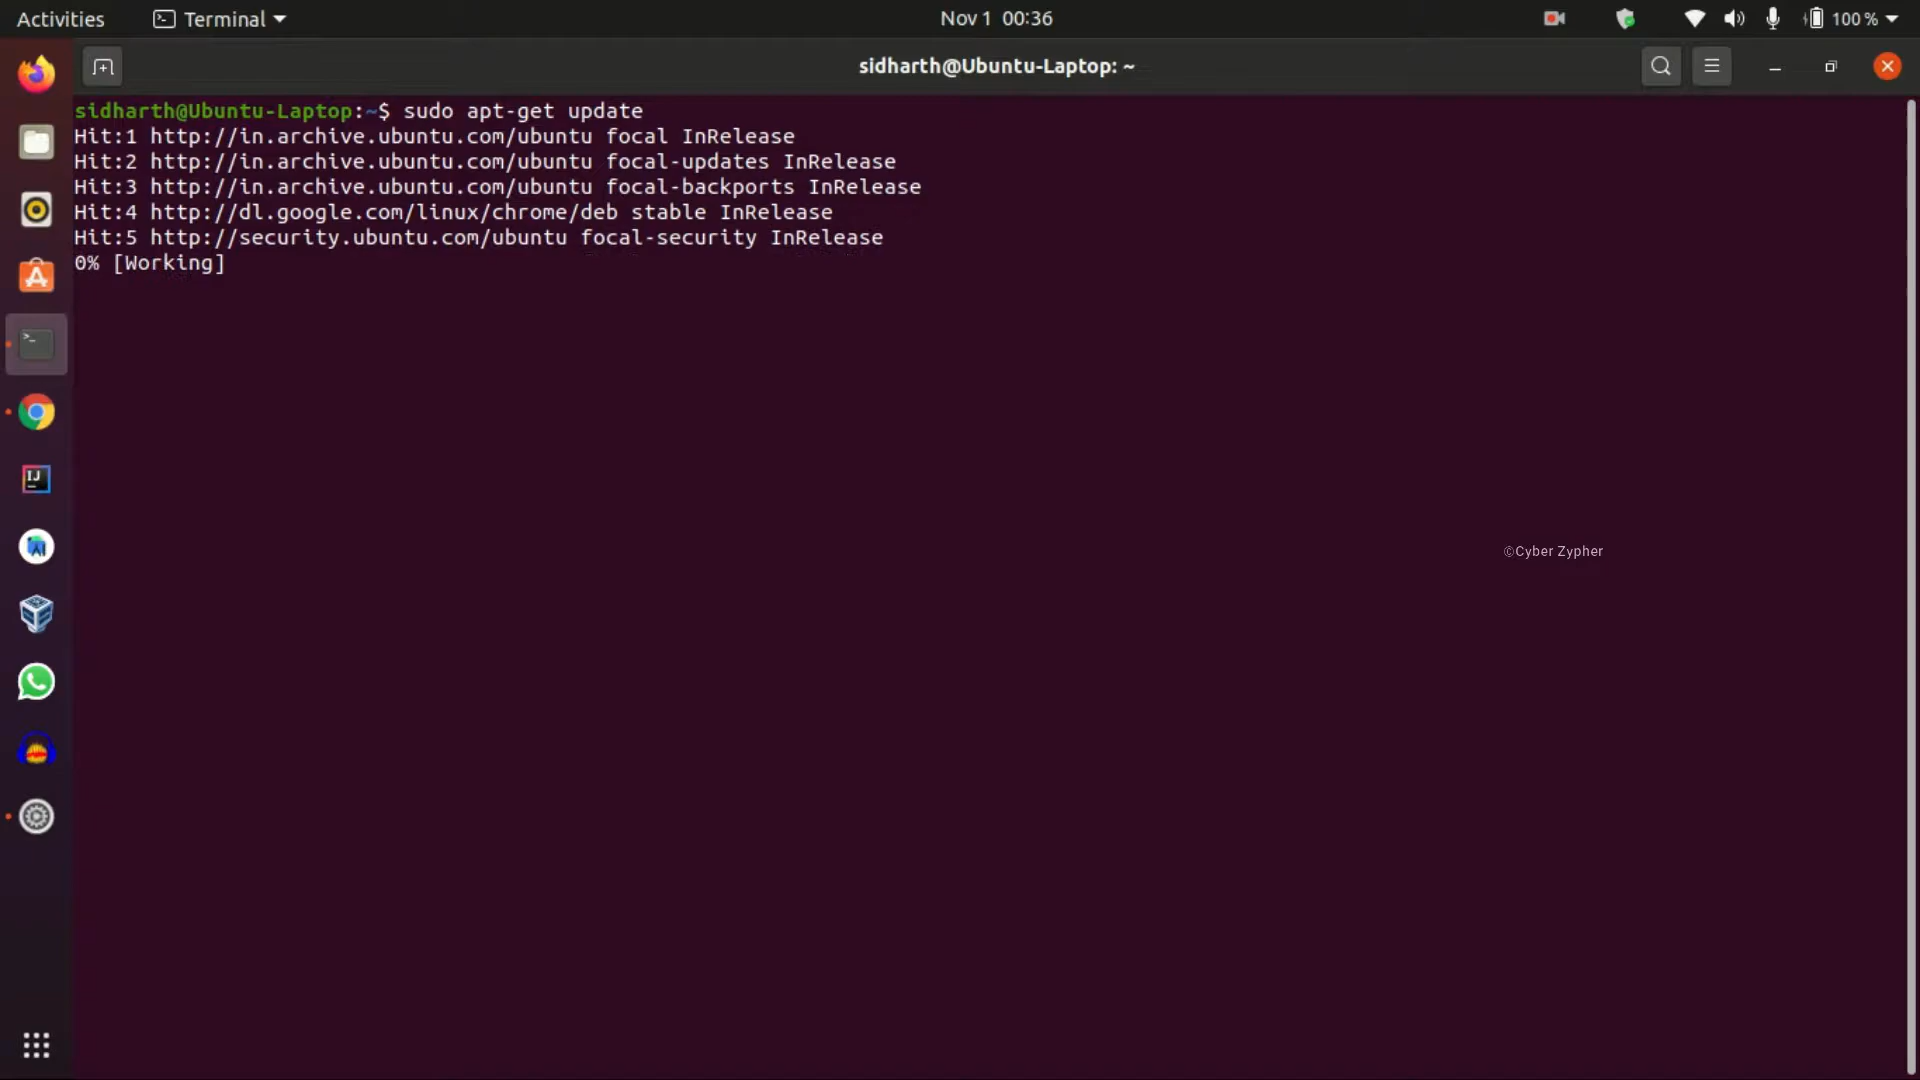 Activities Terminal Nov 1 00:36 100 %
sidharth@Ubuntu-Laptop: ~
sidharth@Ubuntu-Laptop:~$ sudo apt-get update
Hit:1 http://in.archive.ubuntu.com/ubuntu focal InRelease
Hit:2 http://in.archive.ubuntu.com/ubuntu focal-updates InRelease
Hit:3 http://in.archive.ubuntu.com/ubuntu focal-backports InRelease
Hit:4 http://dl.google.com/linux/chrome/deb stable InRelease
Hit:5 http://security.ubuntu.com/ubuntu focal-security InRelease
0% [Working]
IJ
©Cyber Zypher